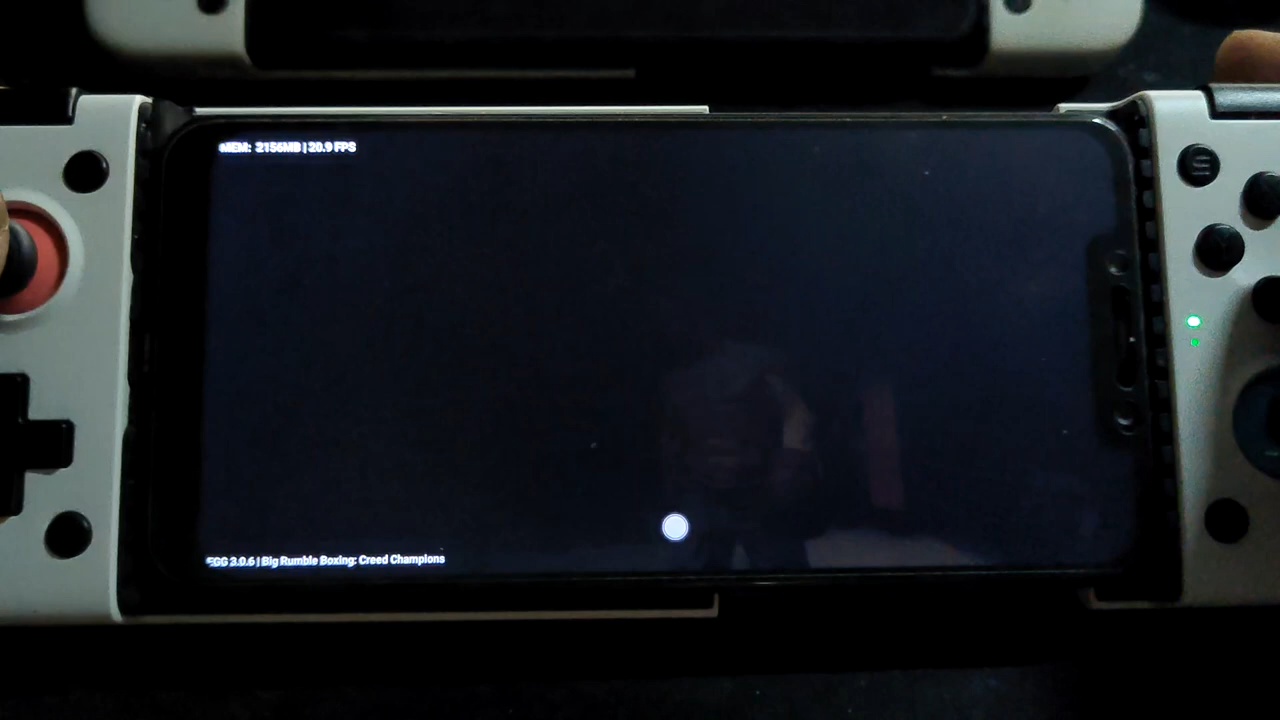 MEM: 2156MB | 20.9 FPS
EGG 3.0.6 | Big Rumble Boxing: Creed Champions